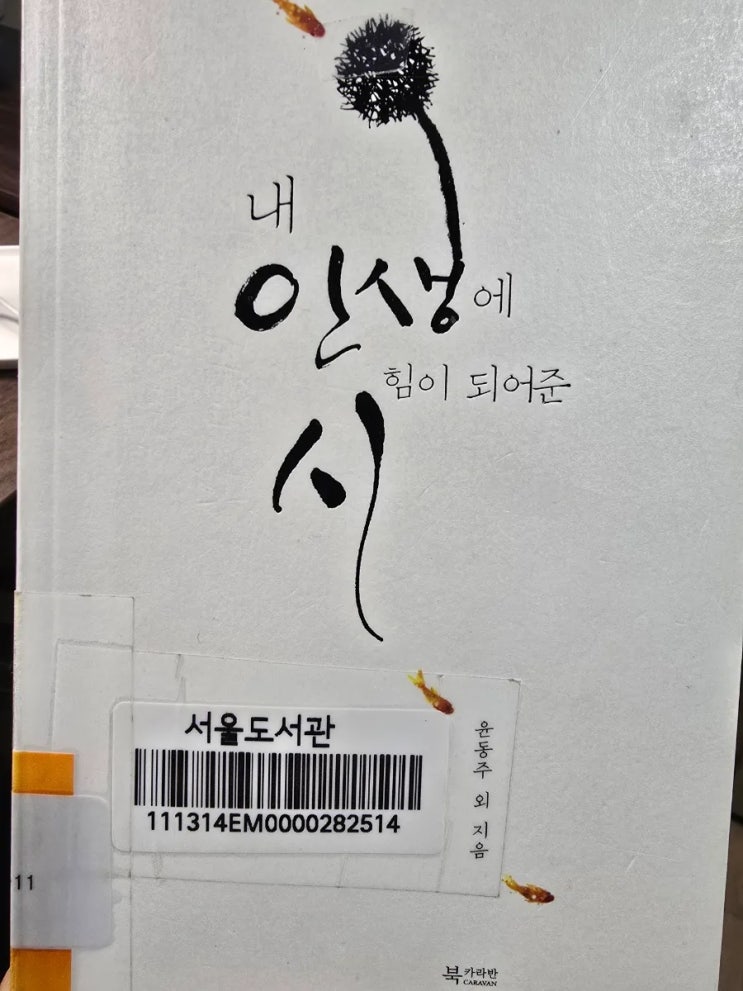 내
인생에
힘이 되어준
시
서울도서관
111314EM0000282514
윤동주 외 지음
11
북카라반
CARAVAN